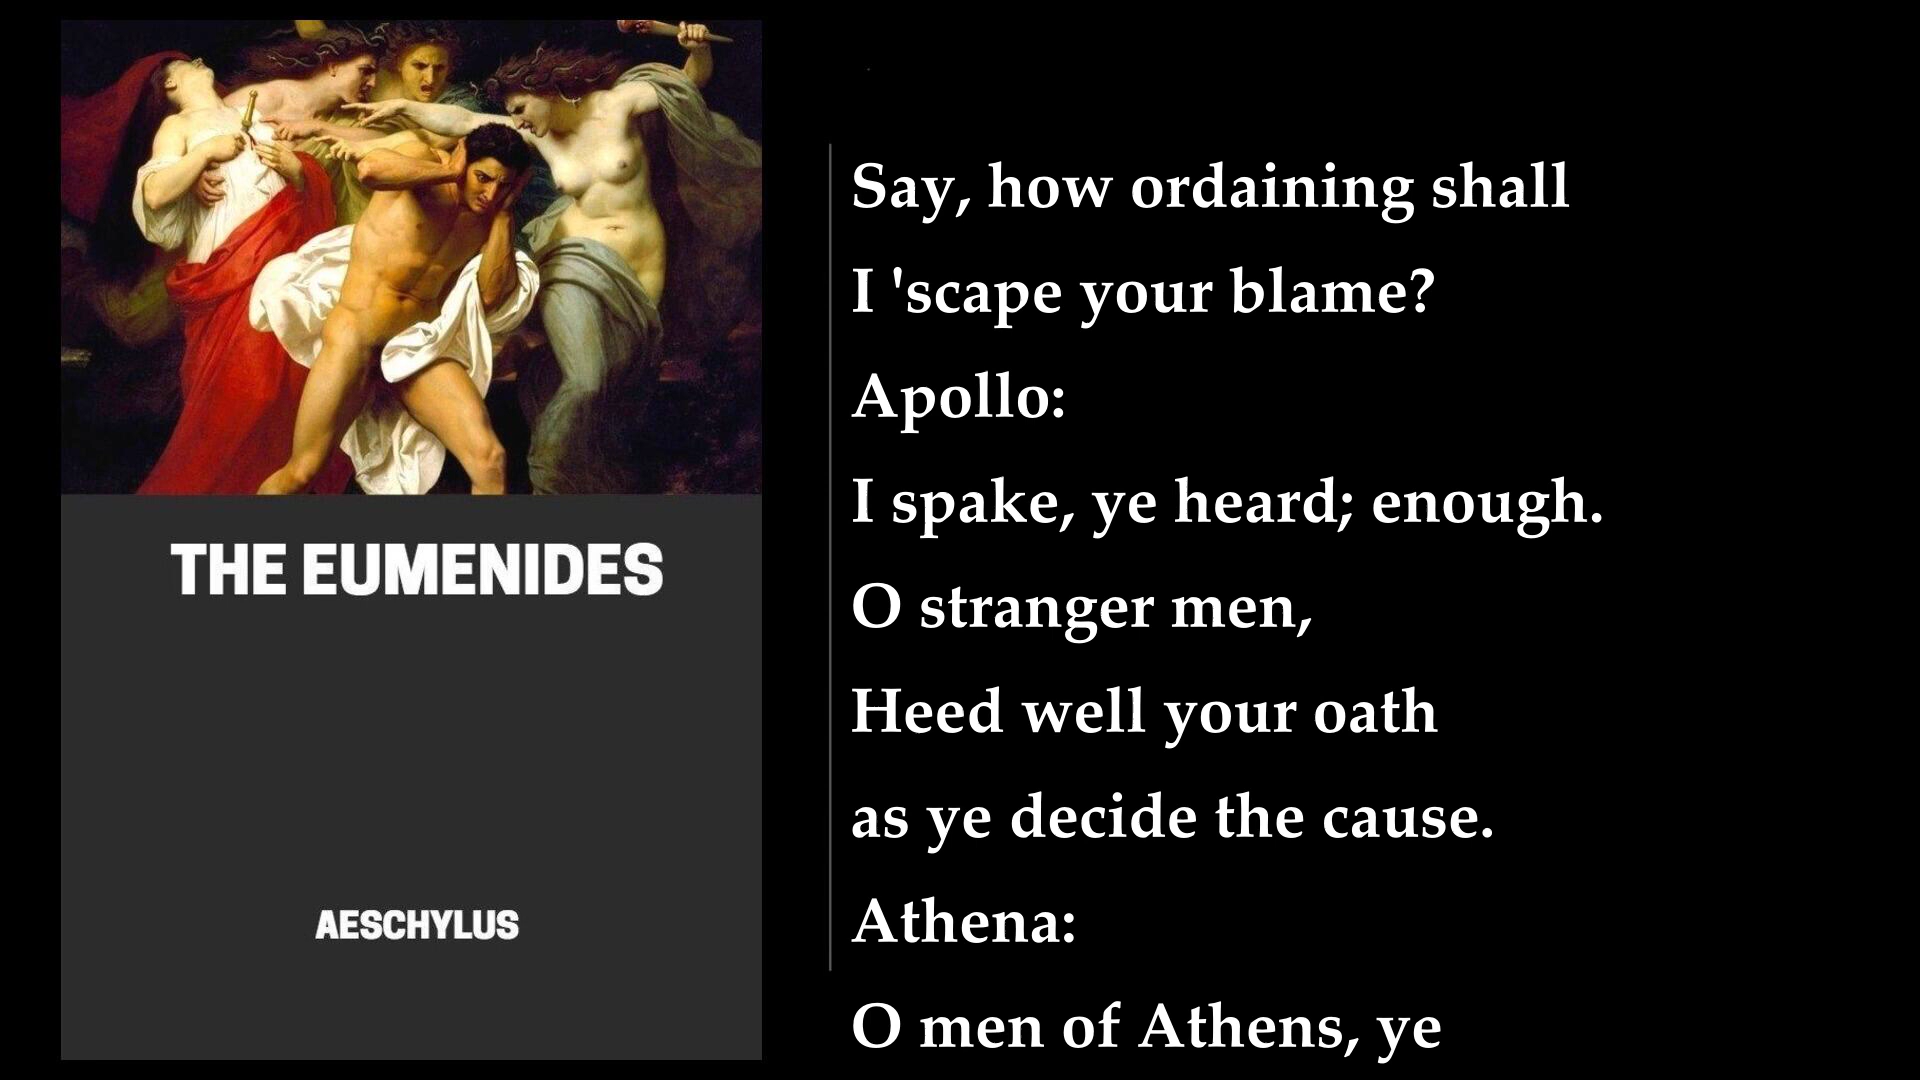 THE EUMENIDES
AESCHYLUS
Say, how ordaining shall
I 'scape your blame?
Apollo:
I spake, ye heard; enough.
O stranger men,
Heed well your oath
as ye decide the cause.
Athena:
O men of Athens, ye